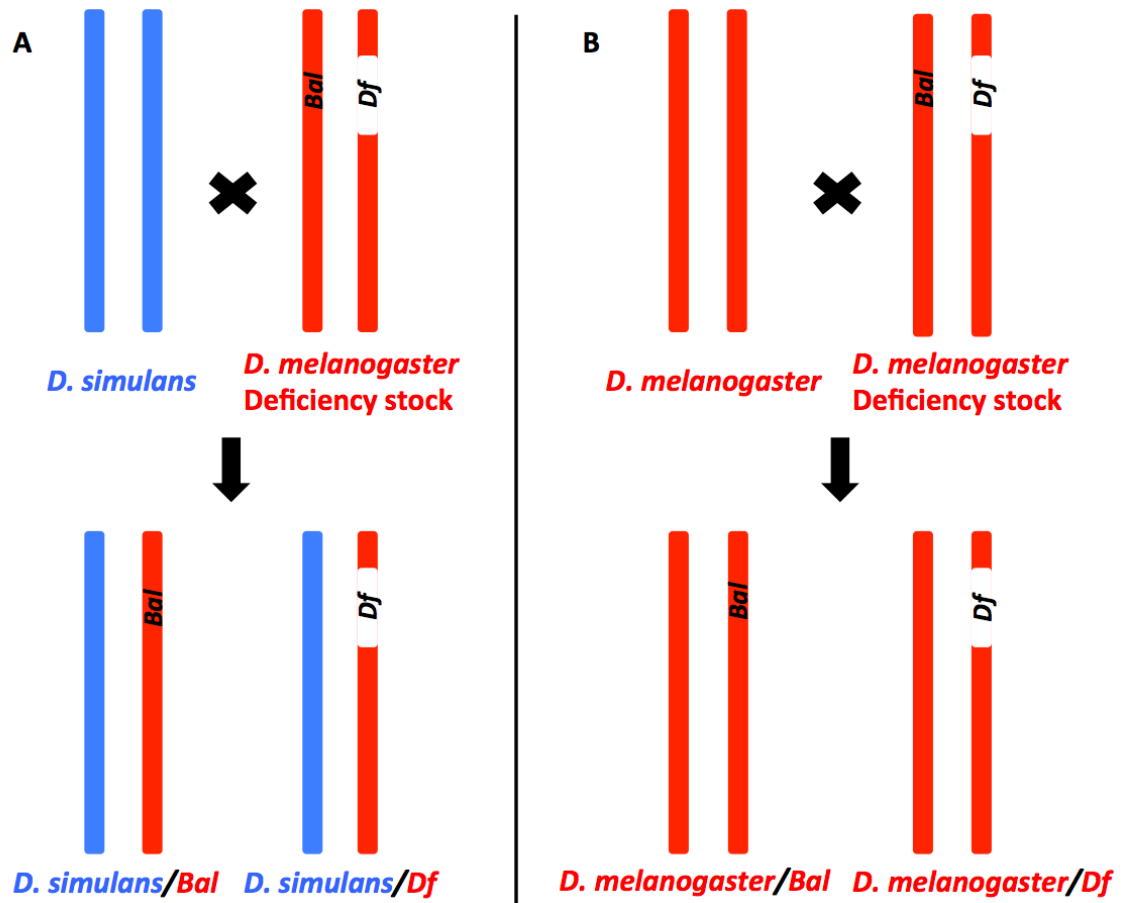 A
Bal
Df
D. simulans
D. melanogaster
Deficiency stock
Bal
Df
D. simulans/Bal
D. simulans/Df
B
Bal
Df
D. melanogaster
D. melanogaster
Deficiency stock
Bal
Df
D. melanogaster/Bal
D. melanogaster/Df